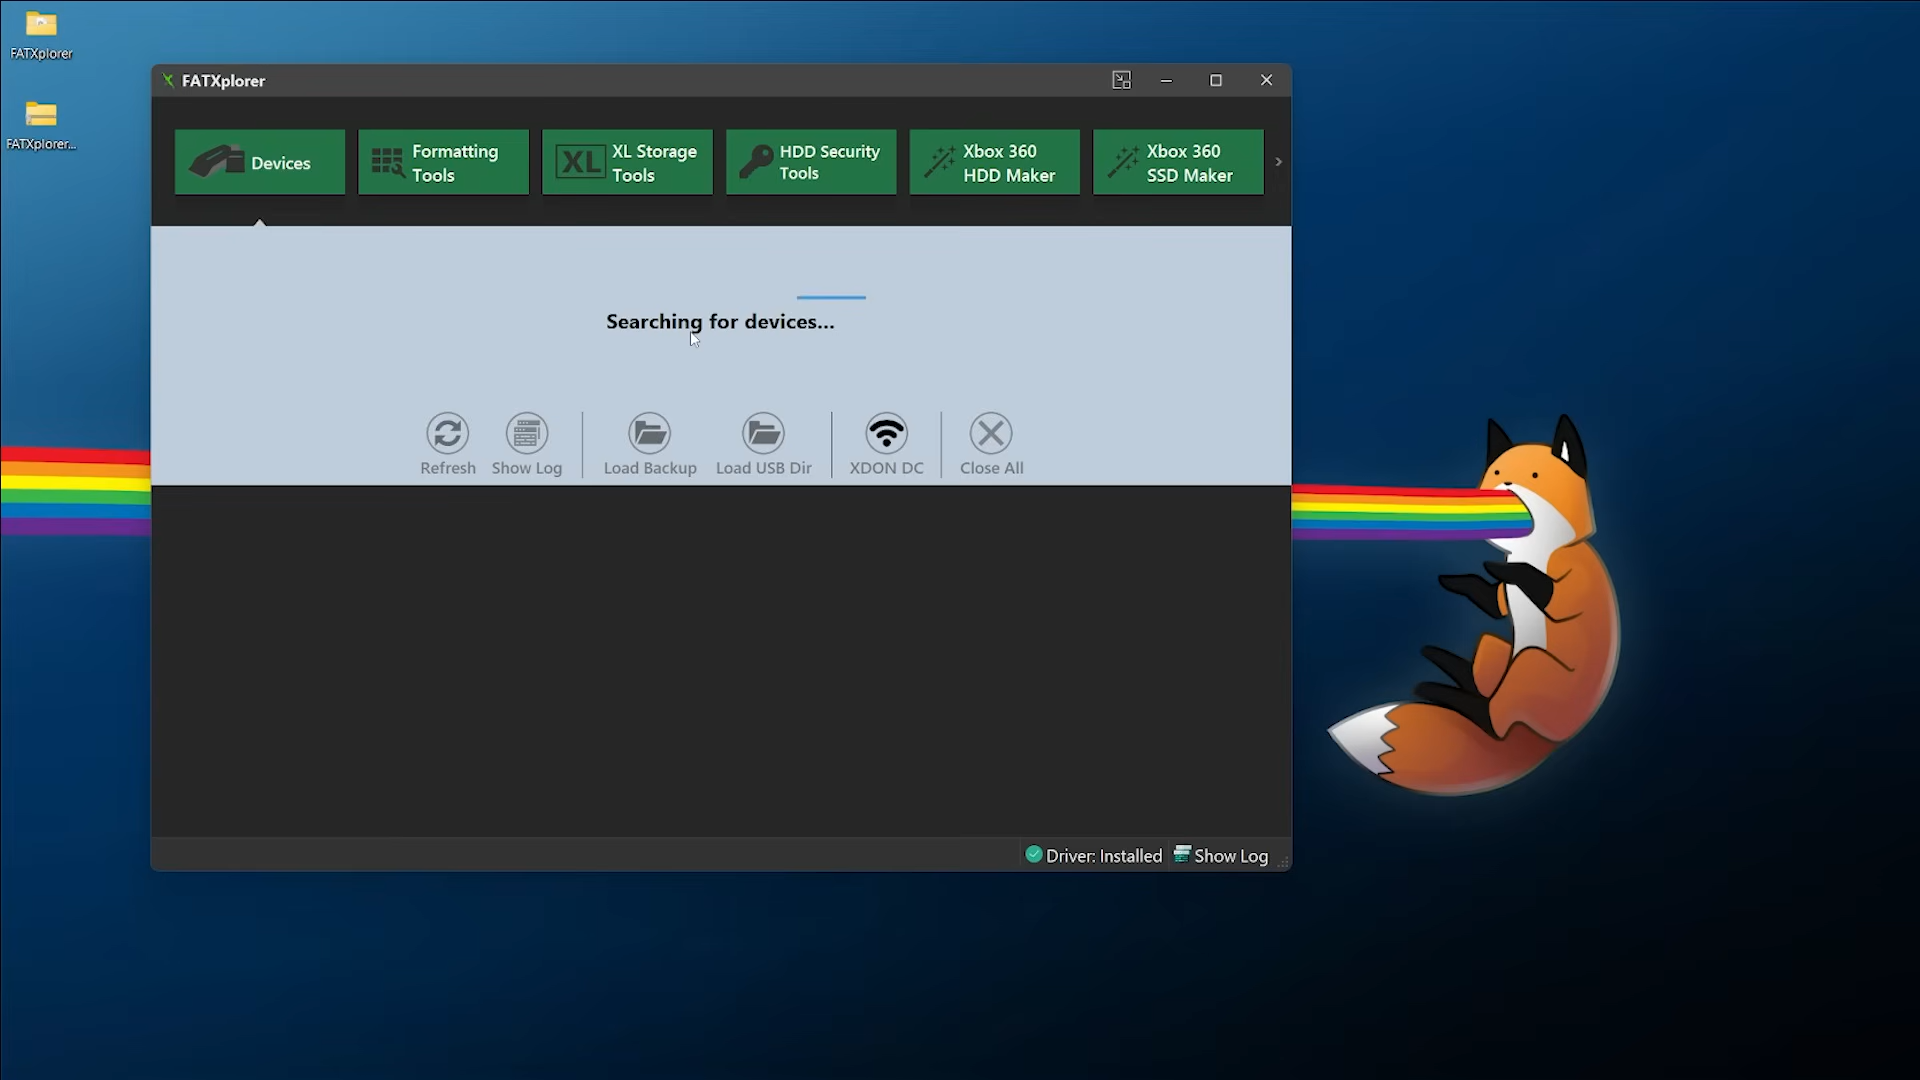 FATXplorer
FATXplorer...
FATXplorer
Devices
Formatting
Tools
XL
XL Storage
Tools
HDD Security
Tools
Xbox 360
HDD Maker
Xbox 360
SSD Maker
Searching for devices...
Refresh
Show Log
Load Backup
Load USB Dir
XDON DC
Close All
Driver: Installed
Show Log